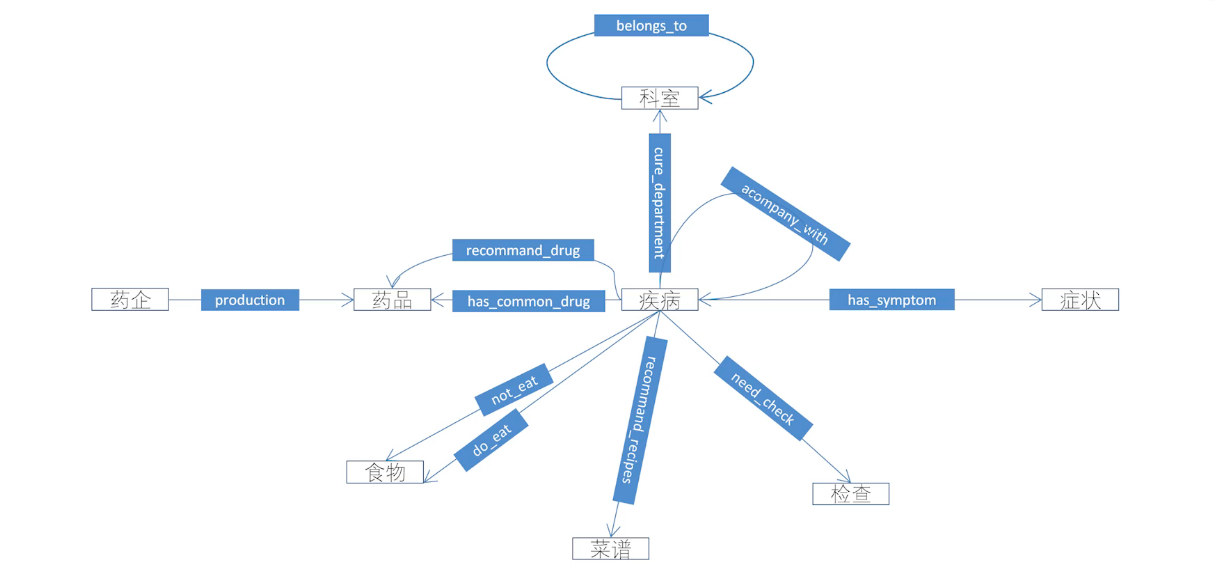 belongs_to
科室
cure_department
acompany_with
recommand_drug
药企
production
药品
has_common_drug
疾病
has_symptom
症状
not_eat
do_eat
recommand_recipes
need_check
食物
检查
菜谱